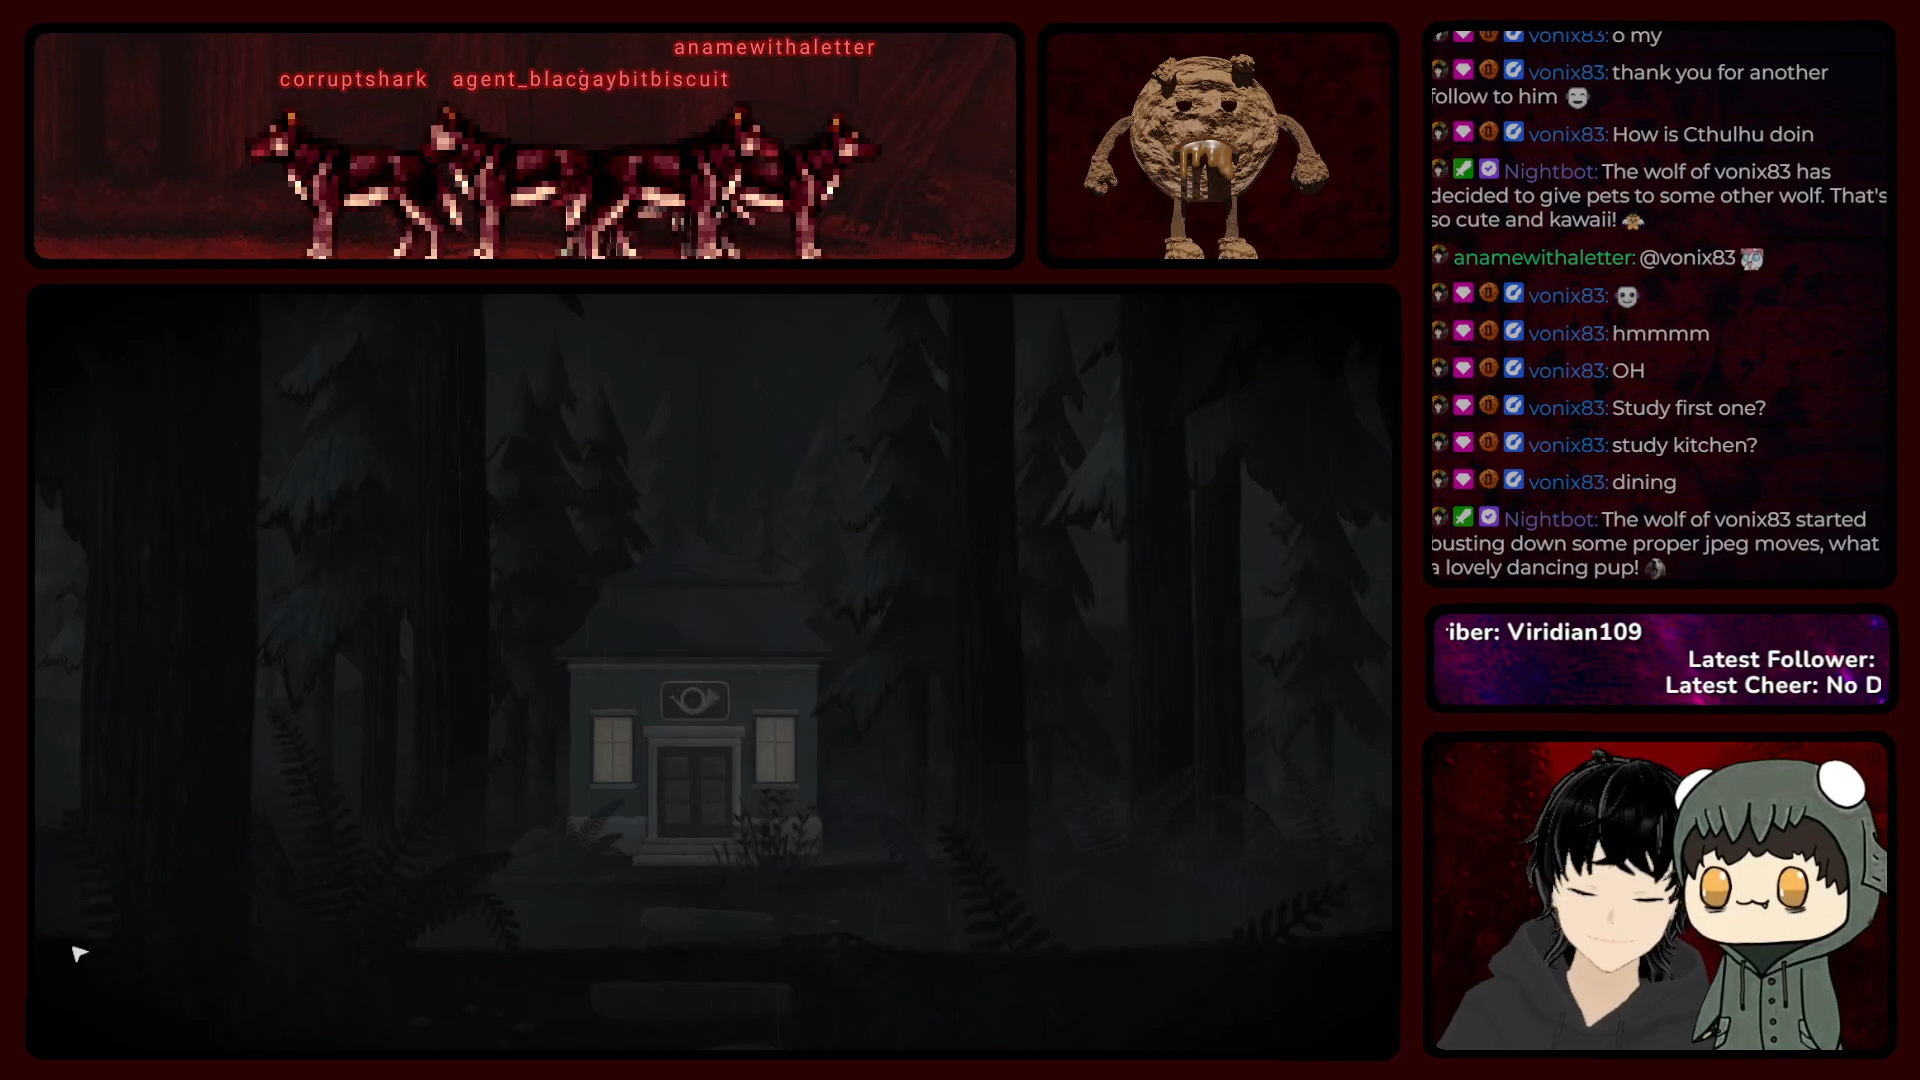 anamewithaletter
corruptshark agent_blac gaybitbiscuit
vonix83: o my
vonix83: thank you for another
follow to him
vonix83: How is Cthulhu doin
Nightbot: The wolf of vonix83 has
decided to give pets to some other wolf. That's
so cute and kawaii!
anamewithaletter: @vonix83
vonix83:
vonix83: hmmmm
vonix83: OH
vonix83: Study first one?
vonix83: study kitchen?
vonix83: dining
Nightbot: The wolf of vonix83 started
busting down some proper jpeg moves, what
a lovely dancing pup!
iber: Viridian109
Latest Follower:
Latest Cheer: No D